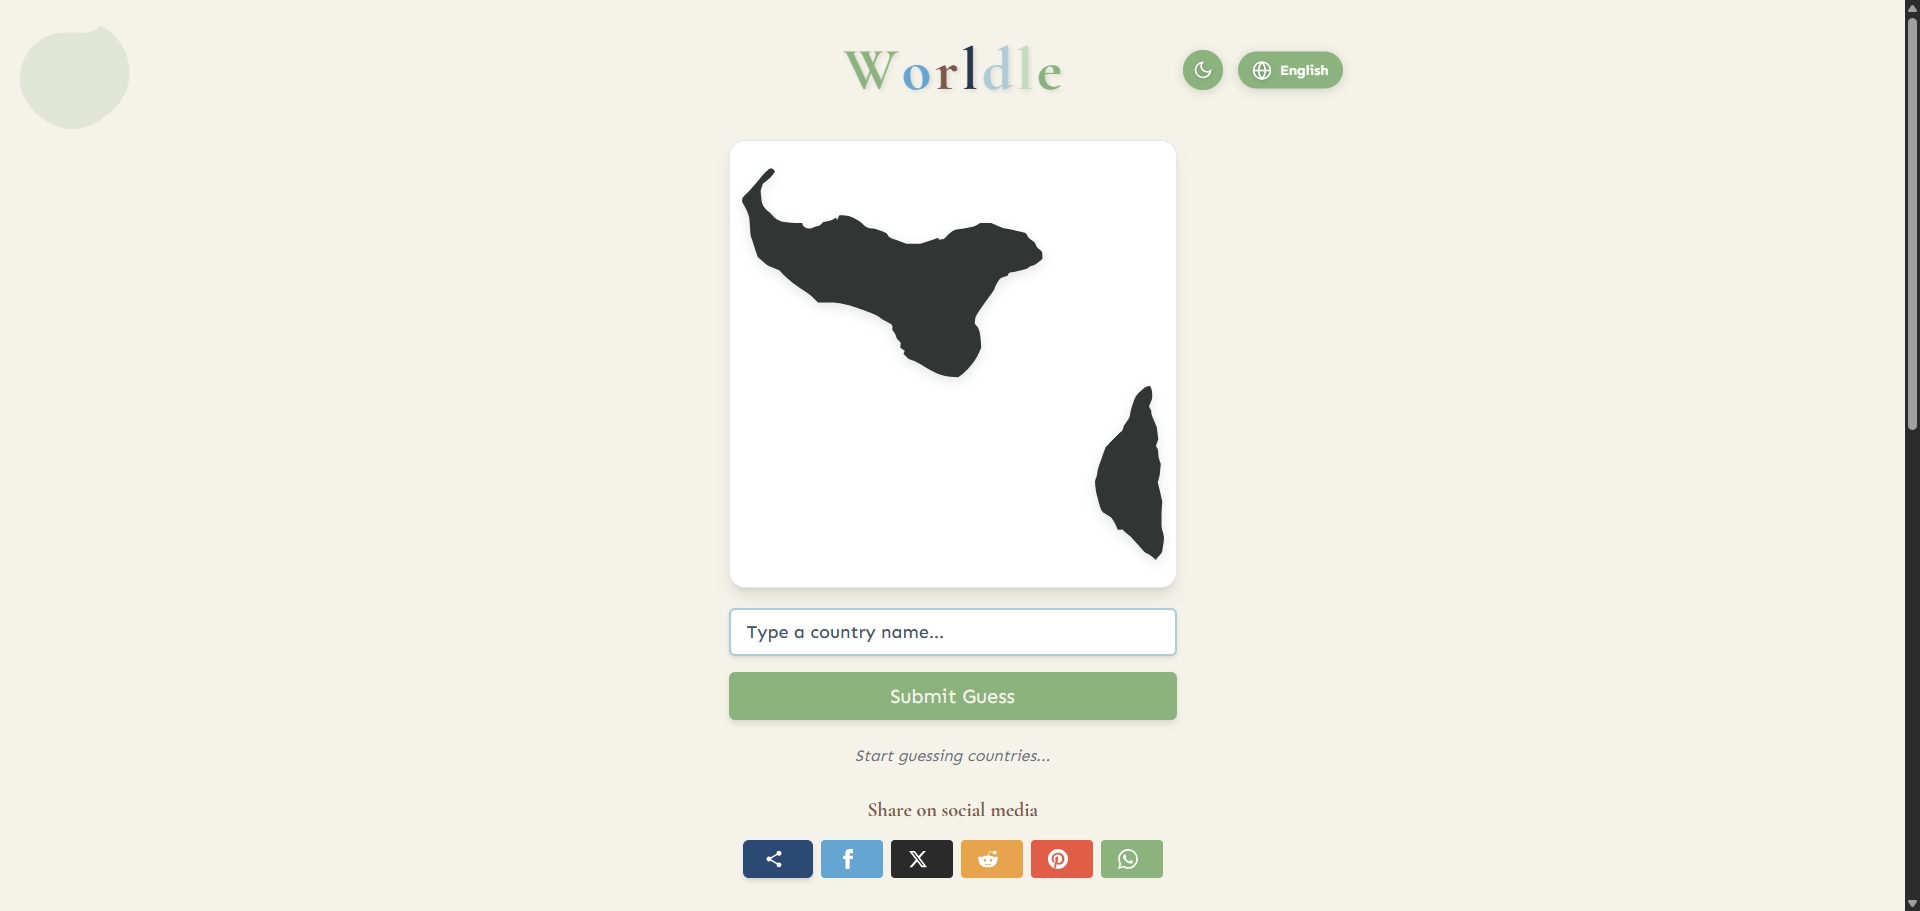 Worldle
English
Type a country name...
Submit Guess
Start guessing countries...
Share on social media